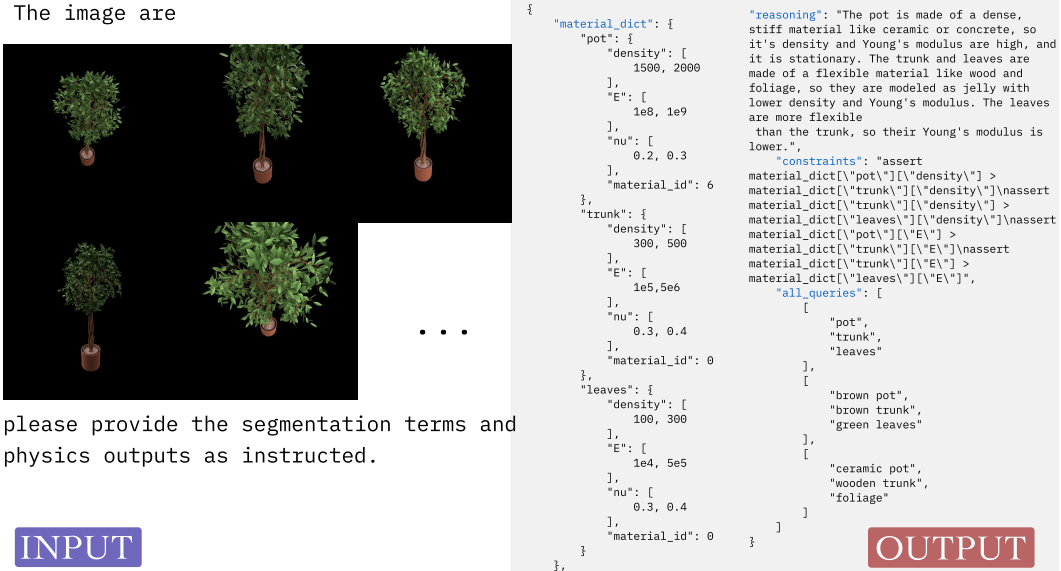 The image are
...
please provide the segmentation terms and
physics outputs as instructed.
INPUT
{
"material_dict": {
"pot": {
"density": [
1500, 2000
],
"E": [
1e8, 1e9
],
"nu": [
0.2, 0.3
],
"material_id": 6
},
"trunk": {
"density": [
300, 500
],
"E": [
1e5,5e6
],
"nu": [
0.3, 0.4
],
"material_id": 0
},
"leaves": {
"density": [
100, 300
],
"E": [
1e4, 5e5
],
"nu": [
0.3, 0.4
],
"material_id": 0
}
},
"reasoning": "The pot is made of a dense,
stiff material like ceramic or concrete, so
it's density and Young's modulus are high, and
it is stationary. The trunk and leaves are
made of a flexible material like wood and
foliage, so they are modeled as jelly with
lower density and Young's modulus. The leaves
are more flexible
than the trunk, so their Young's modulus is
lower.",
"constraints": "assert
material_dict[\"pot\"][\"density\"] >
material_dict[\"trunk\"][\"density\"]\nassert
material_dict[\"trunk\"][\"density\"] >
material_dict[\"leaves\"][\"density\"]\nassert
material_dict[\"pot\"][\"E\"] >
material_dict[\"trunk\"][\"E\"]\nassert
material_dict[\"trunk\"][\"E\"] >
material_dict[\"leaves\"][\"E\"]",
"all_queries": [
[
"pot",
"trunk",
"leaves"
],
[
"brown pot",
"brown trunk",
"green leaves"
],
[
"ceramic pot",
"wooden trunk",
"foliage"
]
]
}
OUTPUT